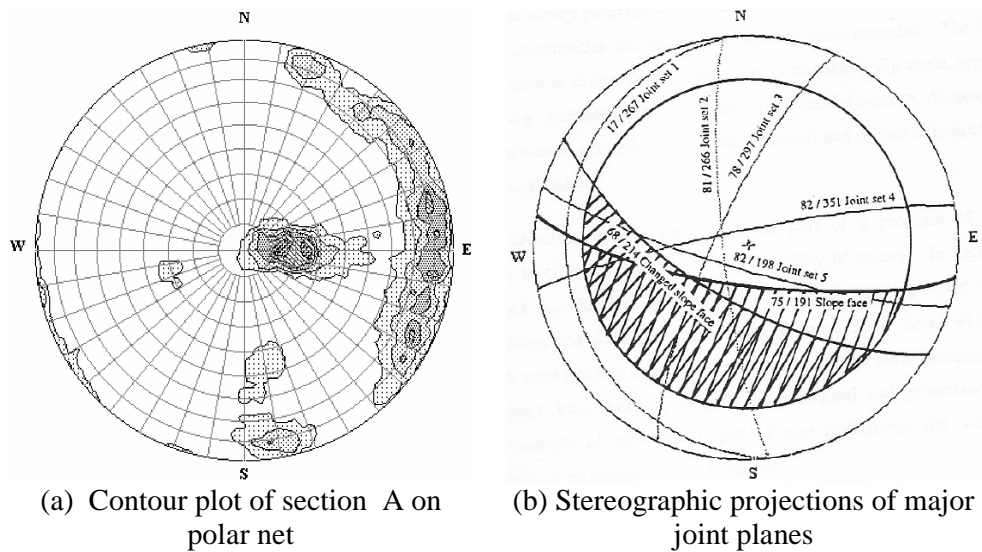 N
W
E
S
(a) Contour plot of section A on
polar net
N
17 / 267 Joint set 1
81 / 266 Joint set 2
78 / 297 Joint set 3
82 / 351 Joint set 4
W
E
82 / 198 Joint set 5
68 / 214 Changed slope face
75 / 191 Slope face
S
(b) Stereographic projections of major
joint planes